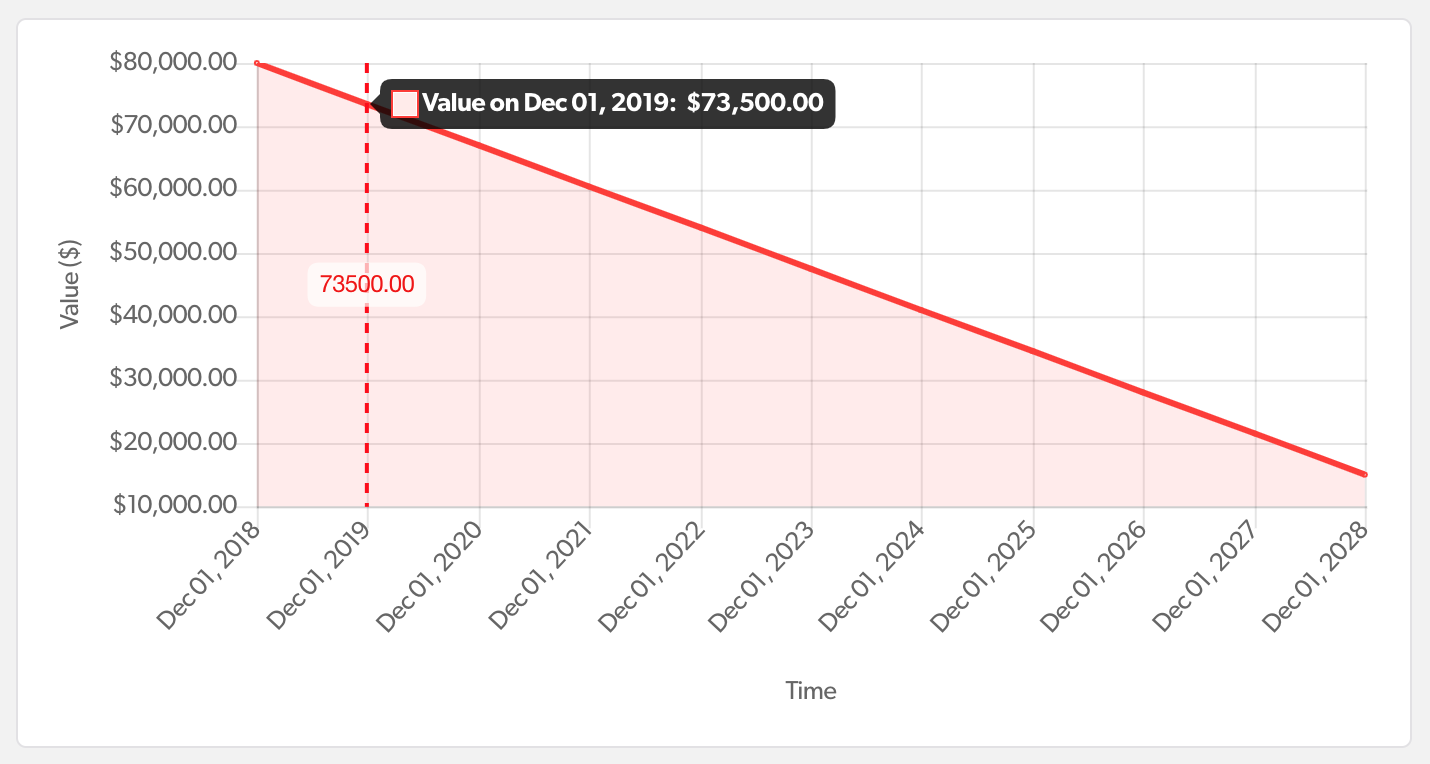 $80,000.00
Value on Dec 01, 2019: $73,500.00
$70,000.00
$60,000.00
$50,000.00
Value ($)
73500.00
$40,000.00
$30,000.00
$20,000.00
$10,000.00
Dec 01, 2018
Dec 01, 2019
Dec 01, 2020
Dec 01, 2021
Dec 01, 2022
Dec 01, 2023
Dec 01, 2024
Dec 01, 2025
Dec 01, 2026
Dec 01, 2027
Dec 01, 2028
Time